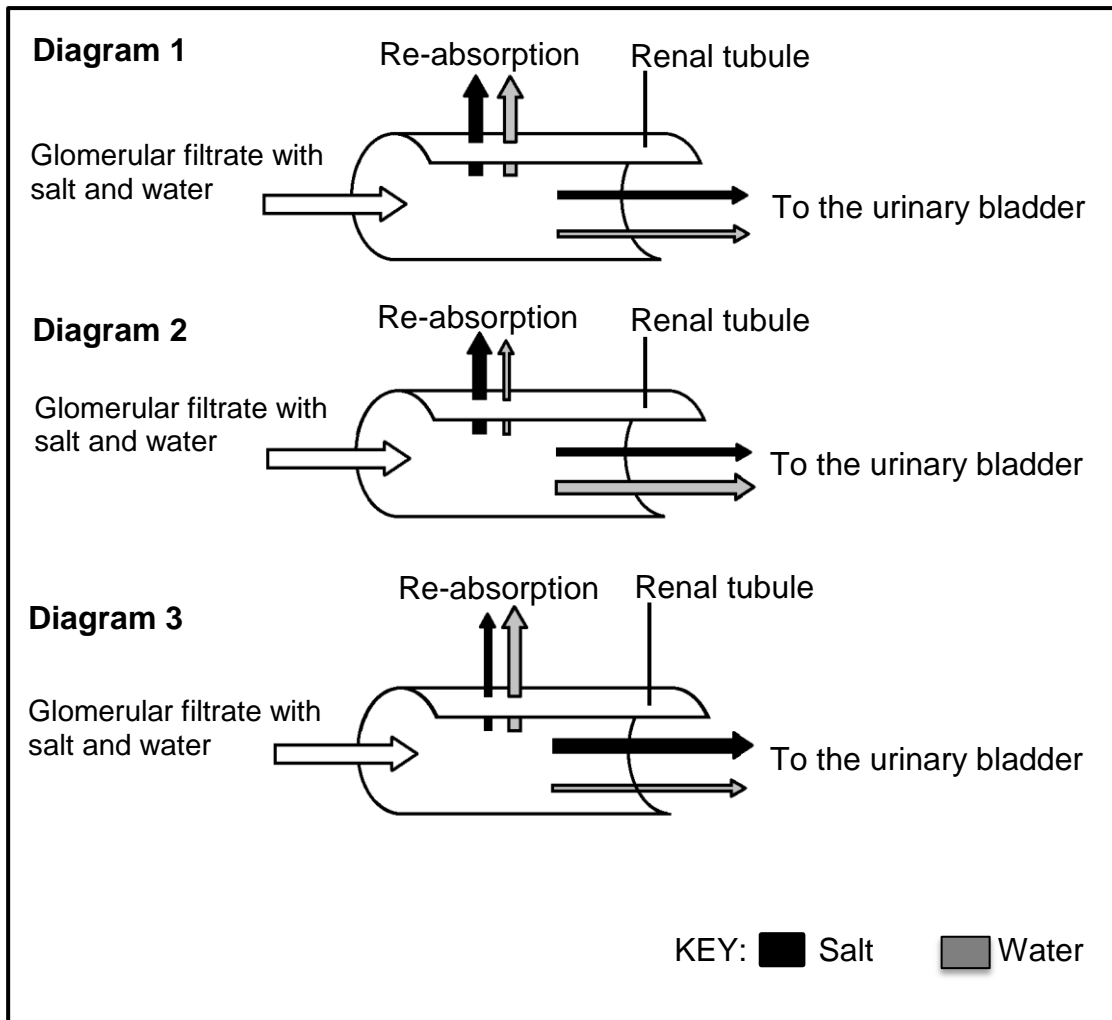 Diagram 1
Re-absorption
Renal tubule
Glomerular filtrate with
salt and water
To the urinary bladder
Diagram 2
Re-absorption
Renal tubule
Glomerular filtrate with
salt and water
To the urinary bladder
Diagram 3
Re-absorption
Renal tubule
Glomerular filtrate with
salt and water
To the urinary bladder
KEY: Salt Water